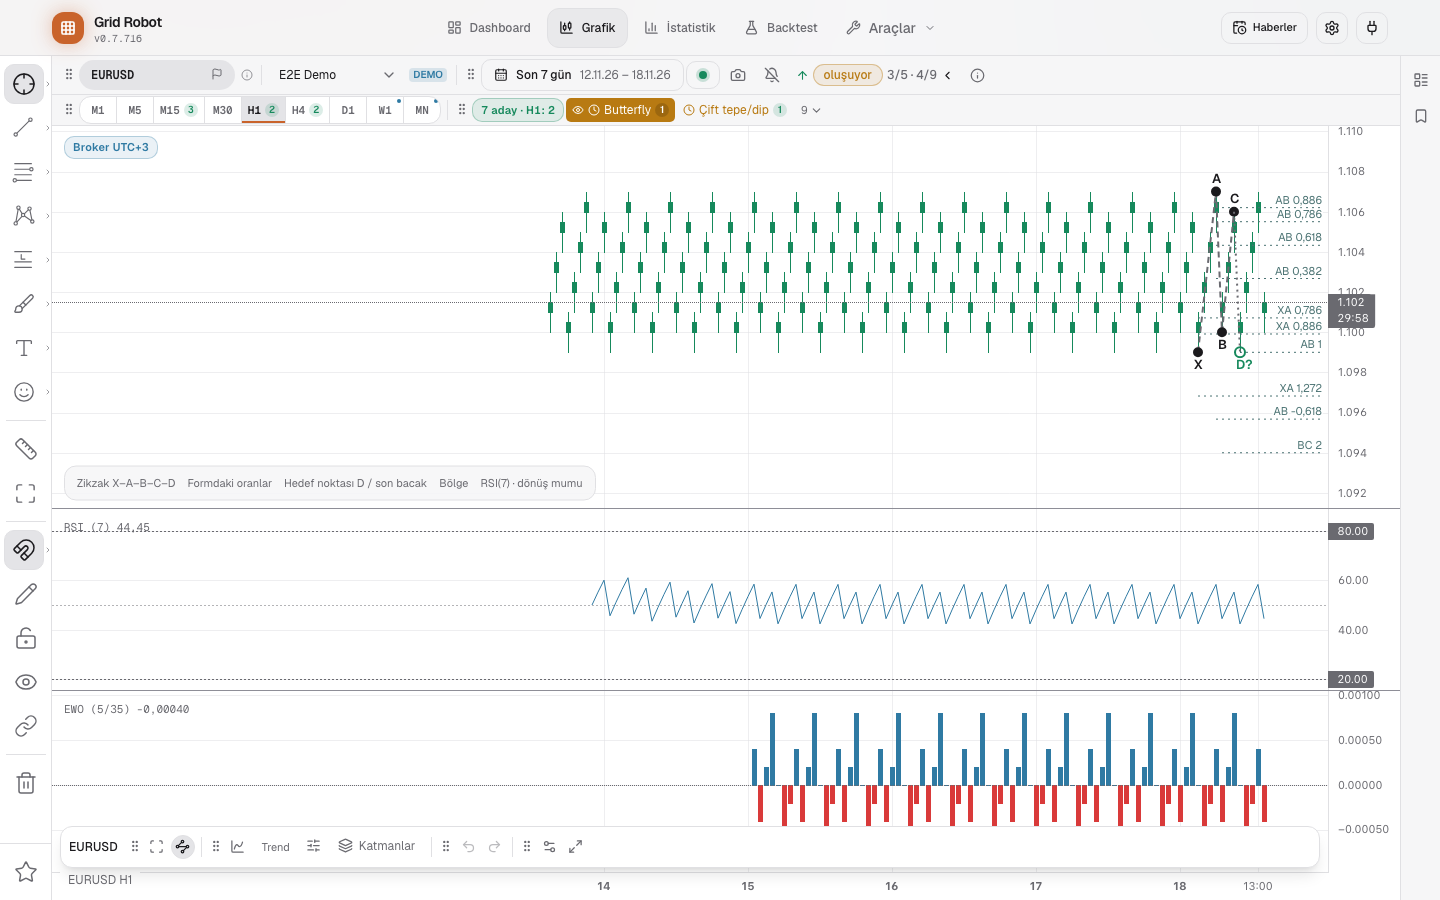 Grid Robot
v0.7.716
Dashboard
Grafik
İstatistik
Backtest
Araçlar
Haberler
EURUSD
E2E Demo
DEMO
Son 7 gün 12.11.26 – 18.11.26
oluşuyor
3/5 · 4/9
M1
M5
M15 3
M30
H1 2
H4 2
D1
W1
MN
7 aday · H1: 2
Butterfly 1
Çift tepe/dip 1
9
Broker UTC+3
1.110
1.108
1.106
1.104
1.102
1.102
29:58
1.100
1.098
1.096
1.094
1.092
A
C
B
X
D?
AB 0,886
AB 0,786
AB 0,618
AB 0,382
XA 0,786
XA 0,886
AB 1
XA 1,272
AB -0,618
BC 2
Zikzak X–A–B–C–D
Formdaki oranlar
Hedef noktası D / son bacak
Bölge
RSI(7) · dönüş mumu
RSI (7) 44,45
80.00
60.00
40.00
20.00
EWO (5/35) -0,00040
0.00100
0.00050
0.00000
−0.00050
EURUSD
Trend
Katmanlar
EURUSD H1
14
15
16
17
18
13:00